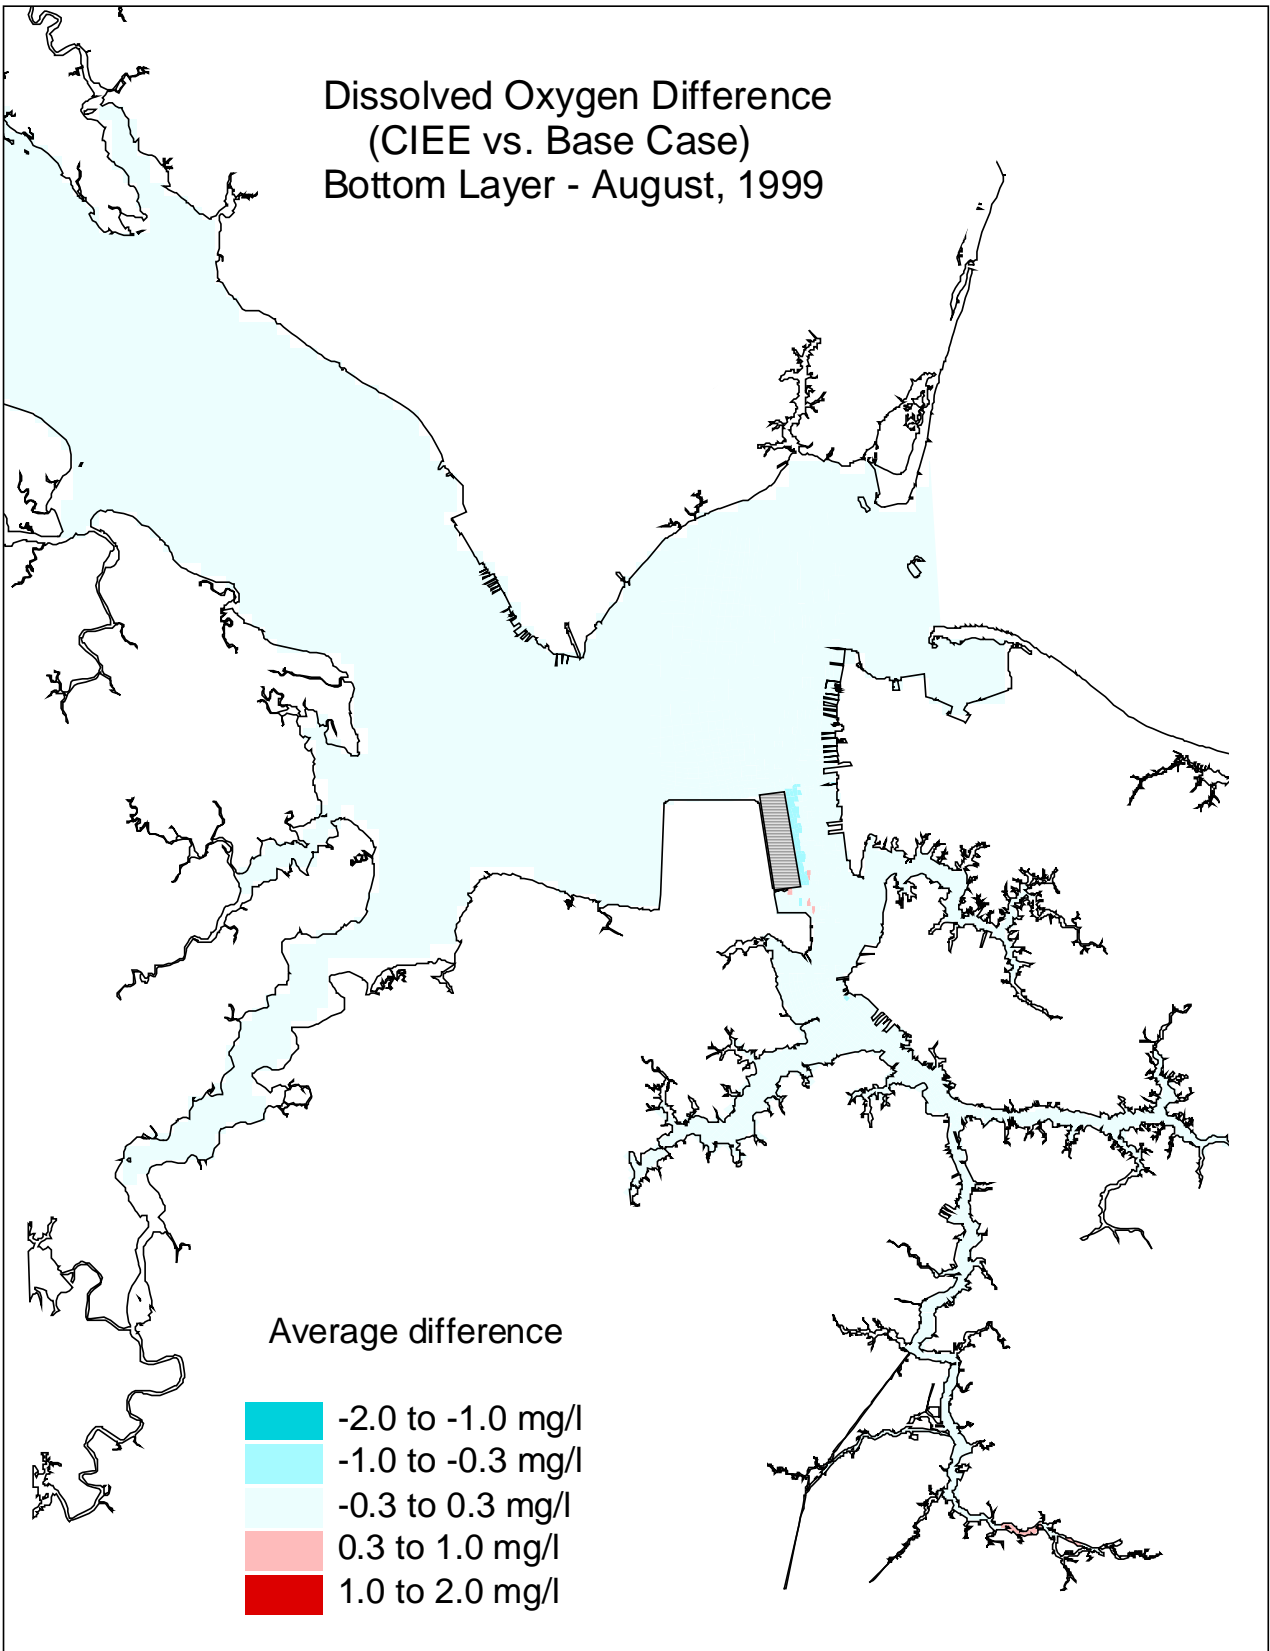 Dissolved Oxygen Difference
(CIEE vs. Base Case)
Bottom Layer - August, 1999
Average difference
-2.0 to -1.0 mg/l
-1.0 to -0.3 mg/l
-0.3 to 0.3 mg/l
0.3 to 1.0 mg/l
1.0 to 2.0 mg/l